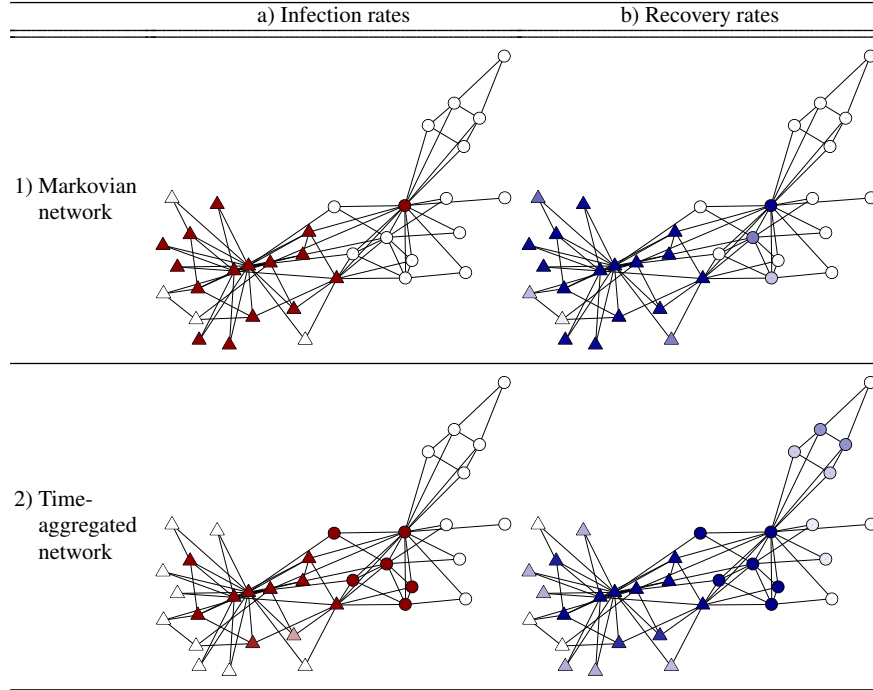 a) Infection rates
b) Recovery rates
1) Markovian
network
2) Time-
aggregated
network